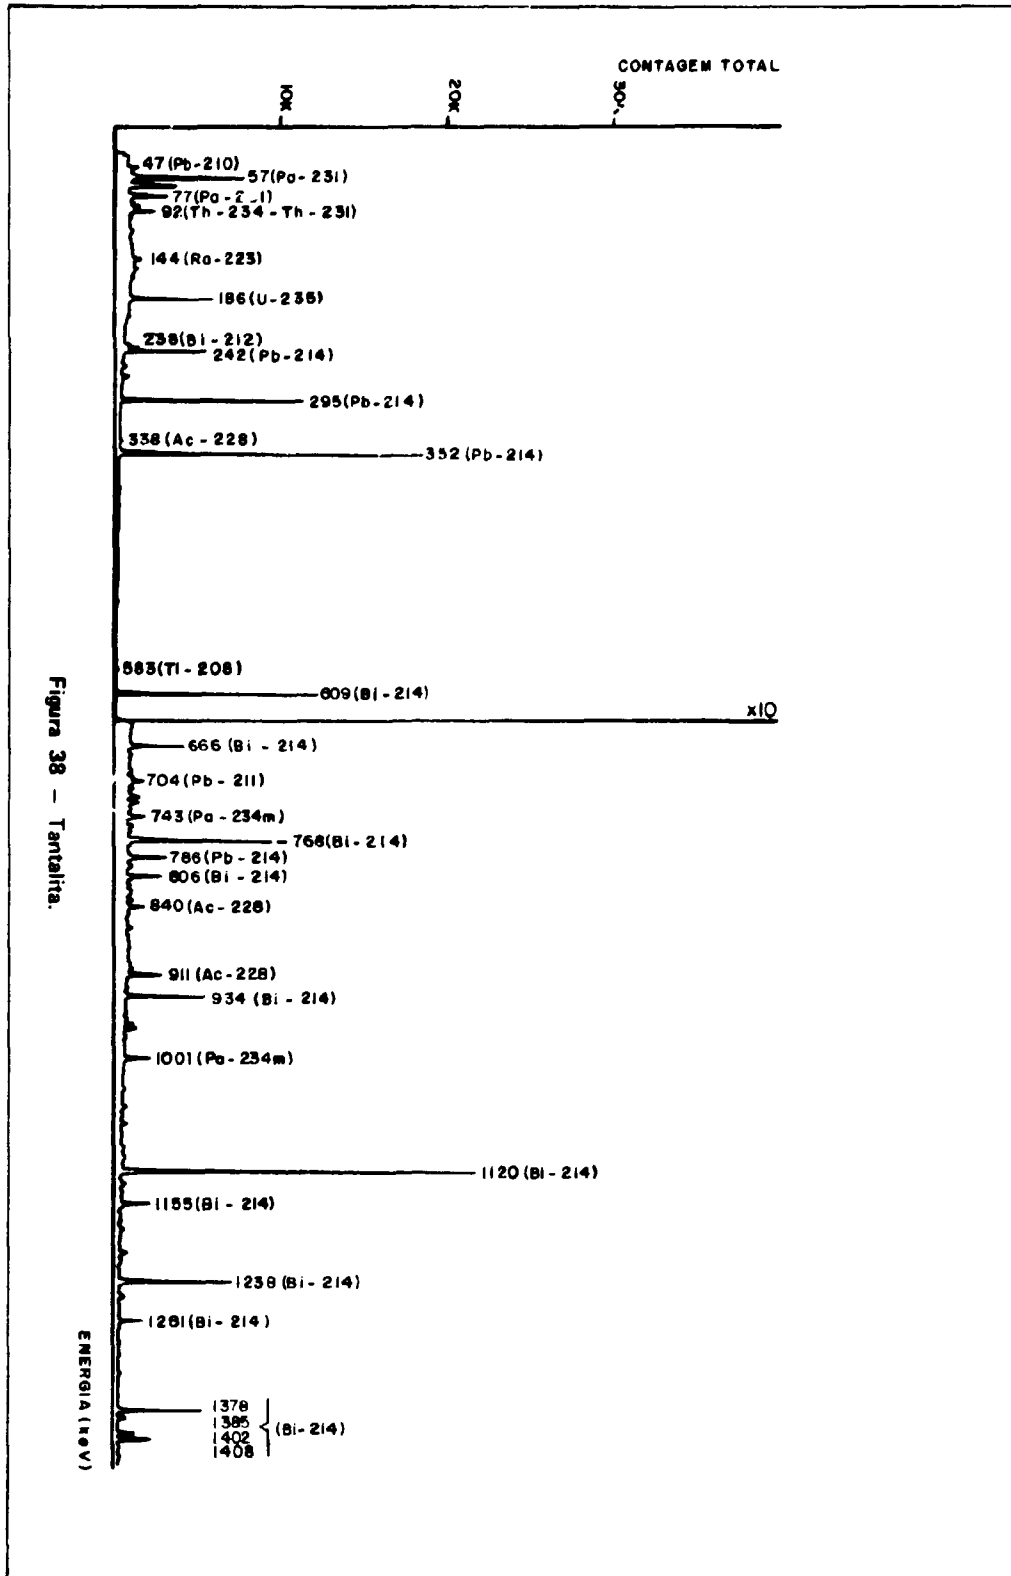 CONTAGEM TOTAL
10K
20K
47(Pb-210)
57(Pa-231)
92(Th-234-Th-231)
144(Ra-223)
186(U-235)
238(Bi-212)
242(Pb-214)
295(Pb-214)
338(Ac-228)
352(Pb-214)
583(Tl-208)
609(Bi-214)
x10
666(Bi-214)
704(Pb-211)
743(Pa-234m)
768(Bi-214)
786(Pb-214)
806(Bi-214)
840(Ac-228)
911(Ac-228)
934(Bi-214)
1001(Pa-234m)
1120(Bi-214)
1155(Bi-214)
1238(Bi-214)
1281(Bi-214)
1378
1385
1402
1408
(Bi-214)
ENERGIA(keV)
Figura 38 — Tantalita.